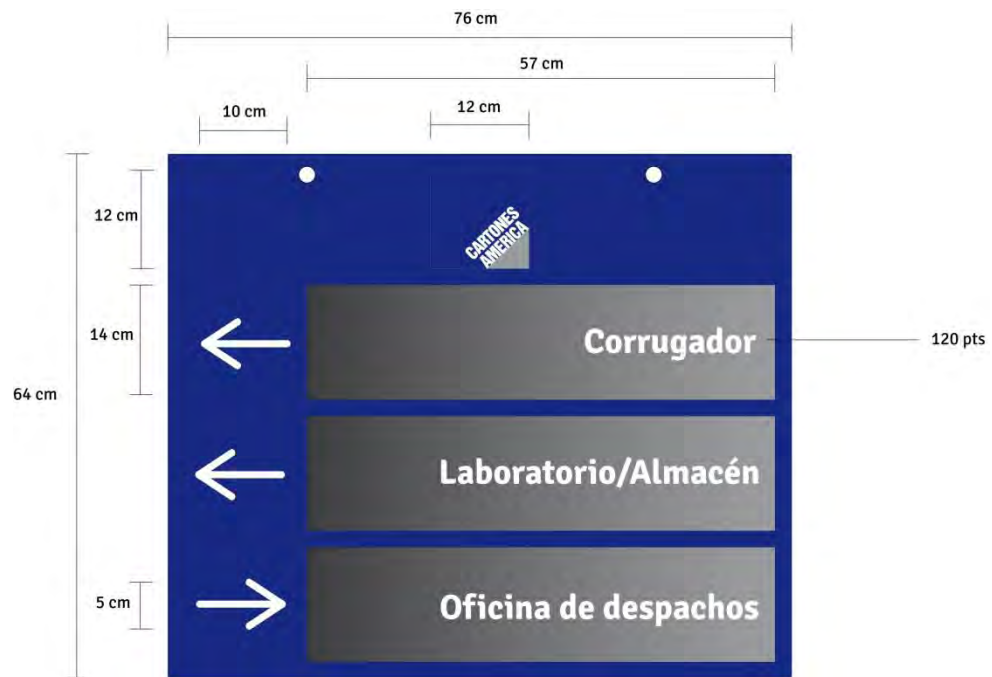 76 cm
57 cm
10 cm
12 cm
12 cm
CARTONES
AMERICA
14 cm
Corrugador
120 pts
64 cm
Laboratorio/Almacén
5 cm
Oficina de despachos